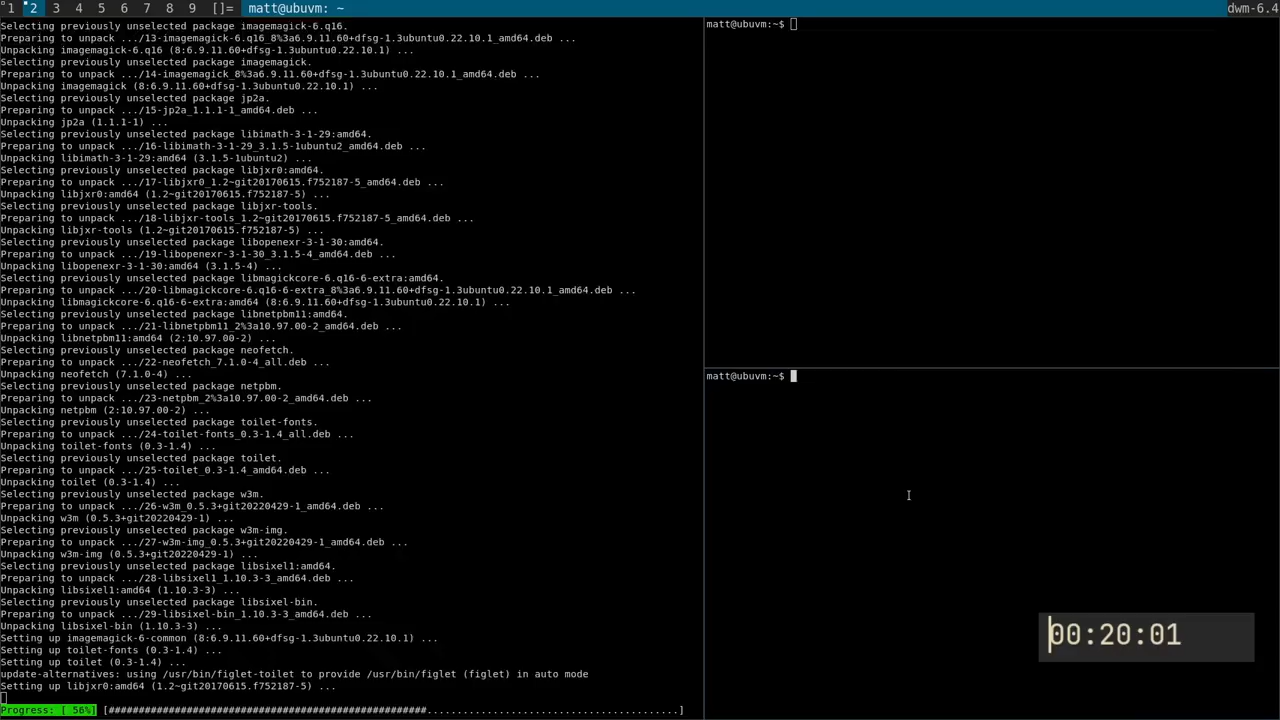 1 2 3 4 5 6 7 8 9 []= matt@ubuvm: ~ dwm-6.4
Selecting previously unselected package imagemagick-6.q16.
Preparing to unpack .../13-imagemagick-6.q16_8%3a6.9.11.60+dfsg-1.3ubuntu0.22.10.1_amd64.deb ...
Unpacking imagemagick-6.q16 (8:6.9.11.60+dfsg-1.3ubuntu0.22.10.1) ...
Selecting previously unselected package imagemagick.
Preparing to unpack .../14-imagemagick_8%3a6.9.11.60+dfsg-1.3ubuntu0.22.10.1_amd64.deb ...
Unpacking imagemagick (8:6.9.11.60+dfsg-1.3ubuntu0.22.10.1) ...
Selecting previously unselected package jp2a.
Preparing to unpack .../15-jp2a_1.1.1-1_amd64.deb ...
Unpacking jp2a (1.1.1-1) ...
Selecting previously unselected package libimath-3-1-29:amd64.
Preparing to unpack .../16-libimath-3-1-29_3.1.5-1ubuntu2_amd64.deb ...
Unpacking libimath-3-1-29:amd64 (3.1.5-1ubuntu2) ...
Selecting previously unselected package libjxr0:amd64.
Preparing to unpack .../17-libjxr0_1.2~git20170615.f752187-5_amd64.deb ...
Unpacking libjxr0:amd64 (1.2~git20170615.f752187-5) ...
Selecting previously unselected package libjxr-tools.
Preparing to unpack .../18-libjxr-tools_1.2~git20170615.f752187-5_amd64.deb ...
Unpacking libjxr-tools (1.2~git20170615.f752187-5) ...
Selecting previously unselected package libopenexr-3-1-30:amd64.
Preparing to unpack .../19-libopenexr-3-1-30_3.1.5-4_amd64.deb ...
Unpacking libopenexr-3-1-30:amd64 (3.1.5-4) ...
Selecting previously unselected package libmagickcore-6.q16-6-extra:amd64.
Preparing to unpack .../20-libmagickcore-6.q16-6-extra_8%3a6.9.11.60+dfsg-1.3ubuntu0.22.10.1_amd64.deb ...
Unpacking libmagickcore-6.q16-6-extra:amd64 (8:6.9.11.60+dfsg-1.3ubuntu0.22.10.1) ...
Selecting previously unselected package libnetpbm11:amd64.
Preparing to unpack .../21-libnetpbm11_2%3a10.97.00-2_amd64.deb ...
Unpacking libnetpbm11:amd64 (2:10.97.00-2) ...
Selecting previously unselected package neofetch.
Preparing to unpack .../22-neofetch_7.1.0-4_all.deb ...
Unpacking neofetch (7.1.0-4) ...
Selecting previously unselected package netpbm.
Preparing to unpack .../23-netpbm_2%3a10.97.00-2_amd64.deb ...
Unpacking netpbm (2:10.97.00-2) ...
Selecting previously unselected package toilet-fonts.
Preparing to unpack .../24-toilet-fonts_0.3-1.4_all.deb ...
Unpacking toilet-fonts (0.3-1.4) ...
Selecting previously unselected package toilet.
Preparing to unpack .../25-toilet_0.3-1.4_amd64.deb ...
Unpacking toilet (0.3-1.4) ...
Selecting previously unselected package w3m.
Preparing to unpack .../26-w3m_0.5.3+git20220429-1_amd64.deb ...
Unpacking w3m (0.5.3+git20220429-1) ...
Selecting previously unselected package w3m-img.
Preparing to unpack .../27-w3m-img_0.5.3+git20220429-1_amd64.deb ...
Unpacking w3m-img (0.5.3+git20220429-1) ...
Selecting previously unselected package libsixel1:amd64.
Preparing to unpack .../28-libsixel1_1.10.3-3_amd64.deb ...
Unpacking libsixel1:amd64 (1.10.3-3) ...
Selecting previously unselected package libsixel-bin.
Preparing to unpack .../29-libsixel-bin_1.10.3-3_amd64.deb ...
Unpacking libsixel-bin (1.10.3-3) ...
Setting up imagemagick-6-common (8:6.9.11.60+dfsg-1.3ubuntu0.22.10.1) ...
Setting up toilet-fonts (0.3-1.4) ...
Setting up toilet (0.3-1.4) ...
update-alternatives: using /usr/bin/figlet-toilet to provide /usr/bin/figlet (figlet) in auto mode
Setting up libjxr0:amd64 (1.2~git20170615.f752187-5) ...
Progress: [ 56%] [#####################################################..........................................]
matt@ubuvm:~$
matt@ubuvm:~$
00:20:01